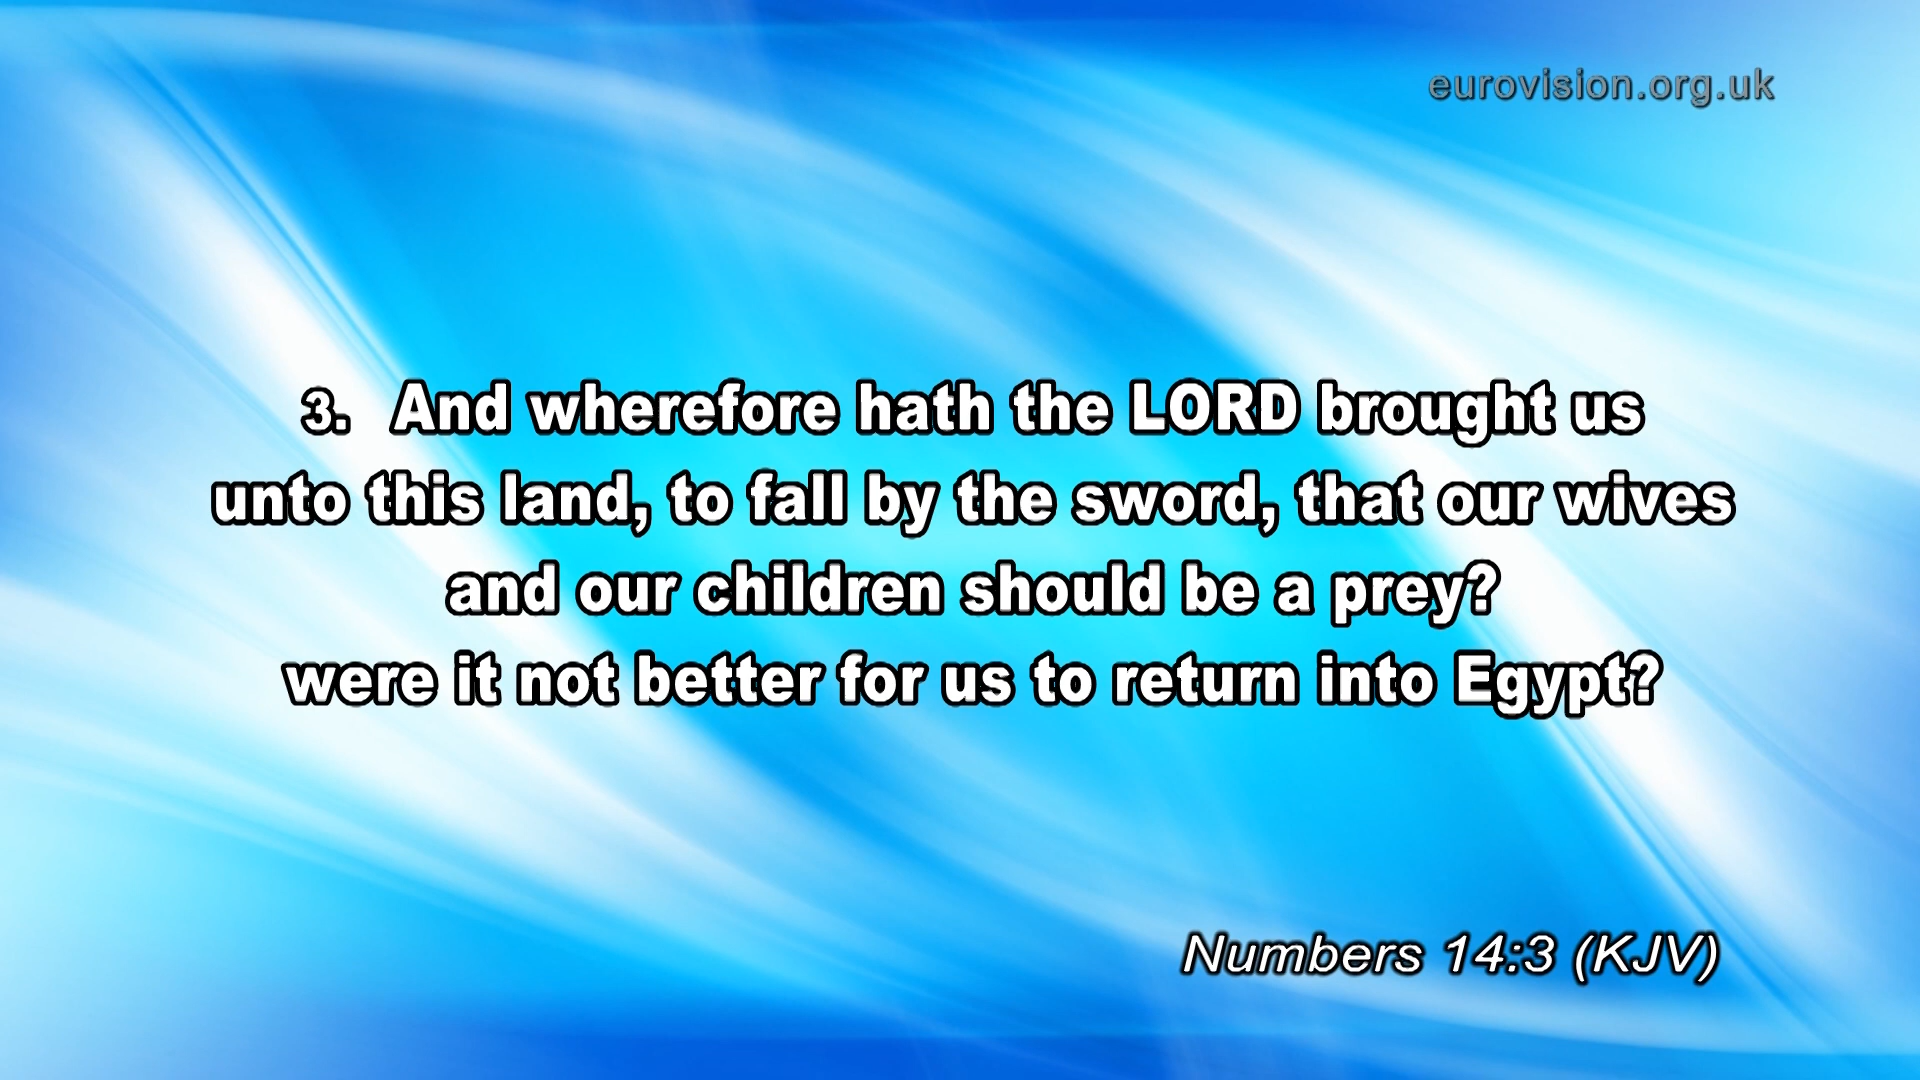 eurovision.org.uk
3. And wherefore hath the LORD brought us
unto this land, to fall by the sword, that our wives
and our children should be a prey?
were it not better for us to return into Egypt?
Numbers 14:3 (KJV)